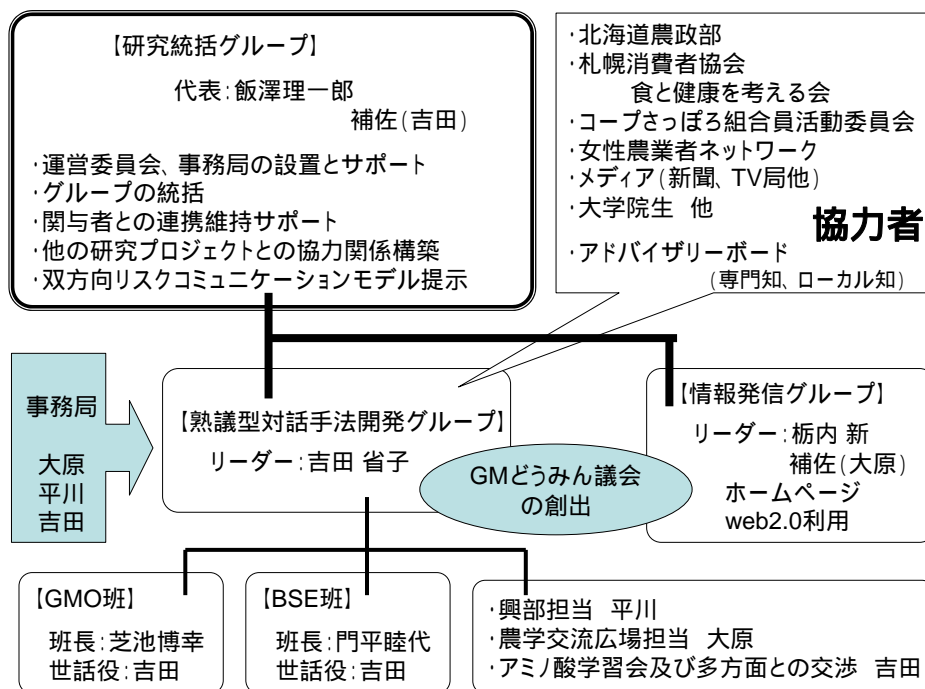 【研究統括グループ】
代表：飯澤理一郎
補佐(吉田)
・運営委員会、事務局の設置とサポート
・グループの統括
・関与者との連携維持サポート
・他の研究プロジェクトとの協力関係構築
・双方向リスクコミュニケーションモデル提示
・北海道農政部
・札幌消費者協会
食と健康を考える会
・コープさっぽろ組合員活動委員会
・女性農業者ネットワーク
・メディア(新聞、TV局他)
・大学院生 他
協力者
・アドバイザリーボード
(専門知、ローカル知)
事務局
大原
平川
吉田
【熟議型対話手法開発グループ】
リーダー：吉田 省子
GMどうみん議会
の創出
【情報発信グループ】
リーダー：栃内 新
補佐(大原)
ホームページ
web2.0利用
【GMO班】
班長：芝池博幸
世話役：吉田
【BSE班】
班長：門平睦代
世話役：吉田
・興部担当 平川
・農学交流広場担当 大原
・アミノ酸学習会及び多方面との交渉 吉田